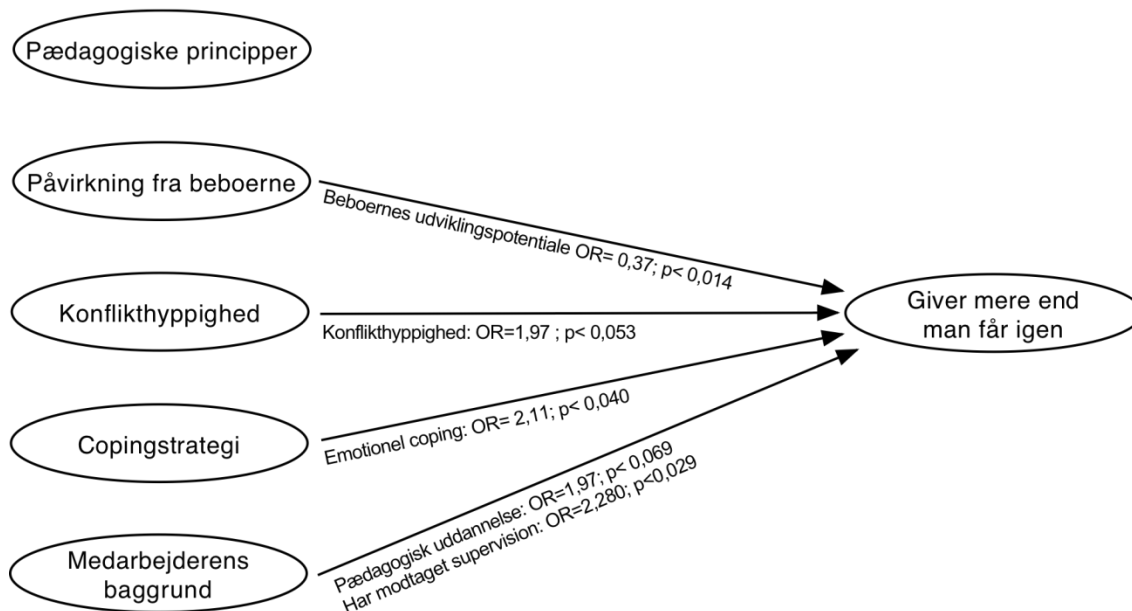 Pædagogiske principper
Påvirkning fra beboerne
Beboernes udviklingspotentiale OR= 0,37; p< 0,014
Konflikthyppighed
Konflikthyppighed: OR=1,97 ; p< 0,053
Giver mere end
man får igen
Copingstrategi
Emotionel coping: OR= 2,11; p< 0,040
Medarbejderens
baggrund
Pædagogisk uddannelse: OR=1,97; p< 0,069
Har modtaget supervision: OR=2,280; p<0,029